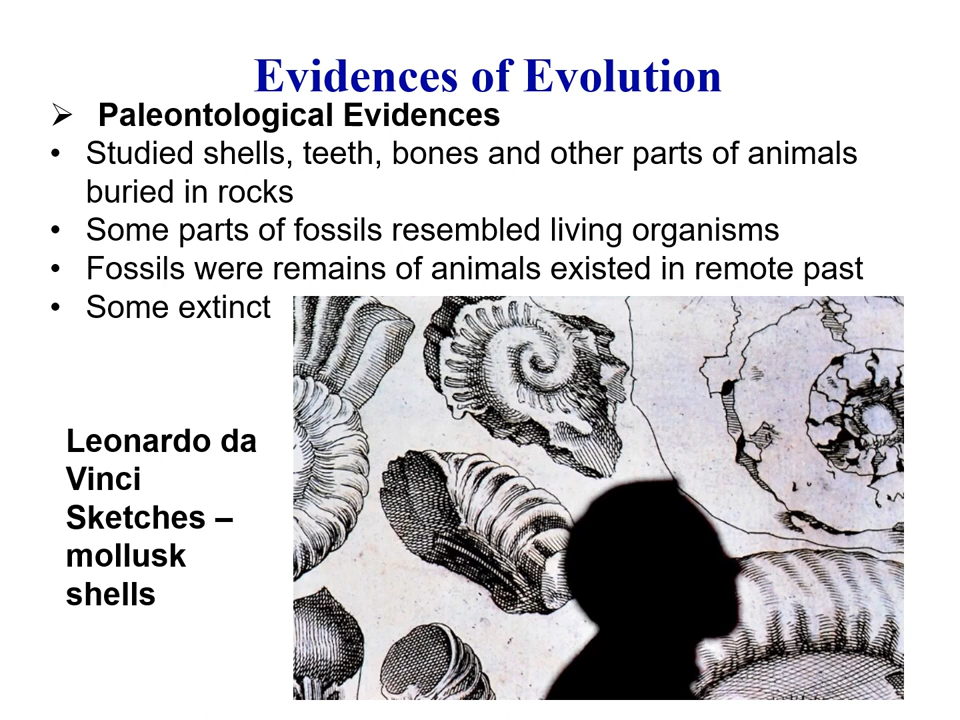 Evidences of Evolution
➢ Paleontological Evidences
• Studied shells, teeth, bones and other parts of animals
buried in rocks
• Some parts of fossils resembled living organisms
• Fossils were remains of animals existed in remote past
• Some extinct
Leonardo da
Vinci
Sketches –
mollusk
shells